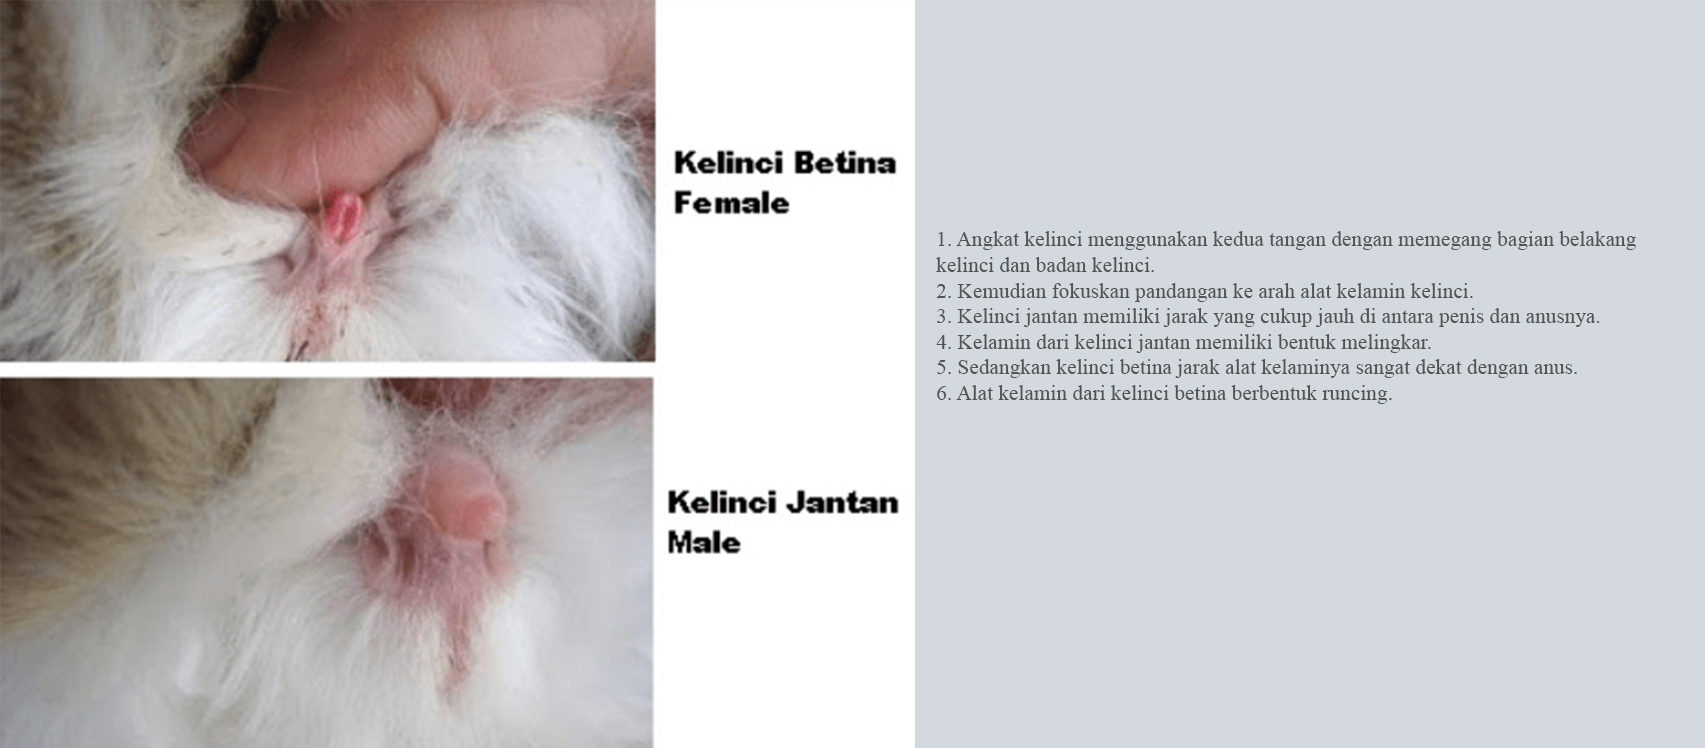 Kelinci Betina
Female
Kelinci Jantan
Male
1. Angkat kelinci menggunakan kedua tangan dengan memegang bagian belakang
kelinci dan badan kelinci.
2. Kemudian fokuskan pandangan ke arah alat kelamin kelinci.
3. Kelinci jantan memiliki jarak yang cukup jauh di antara penis dan anusnya.
4. Kelamin dari kelinci jantan memiliki bentuk melingkar.
5. Sedangkan kelinci betina jarak alat kelaminya sangat dekat dengan anus.
6. Alat kelamin dari kelinci betina berbentuk runcing.